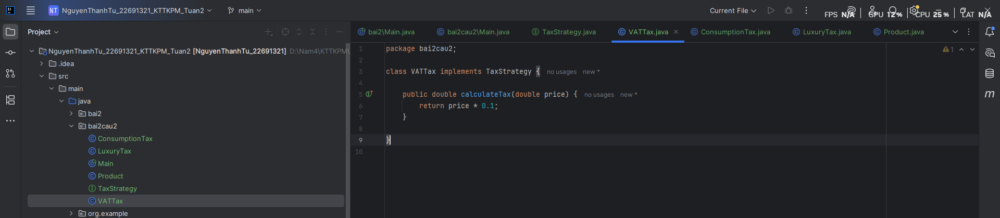 NT NguyenThanhTu_22691321_KTTKPM_Tuan2 main Current File
FPS N/A GPU 12 % CPU 25 % LAT N/A
Project
bai2\Main.java bai2cau2\Main.java TaxStrategy.java VATTax.java ConsumptionTax.java LuxuryTax.java Product.java
NguyenThanhTu_22691321_KTTKPM_Tuan2 [NguyenThanhTu_22691321] D:\Nam4\KTTKPM\
.idea
src
main
java
bai2
bai2cau2
ConsumptionTax
LuxuryTax
Main
Product
TaxStrategy
VATTax
org.example
1 package bai2cau2;
2
3 class VATTax implements TaxStrategy { no usages new *
4
5 public double calculateTax(double price) { no usages new *
6 return price * 0.1;
7 }
8
9 }
10
1
m